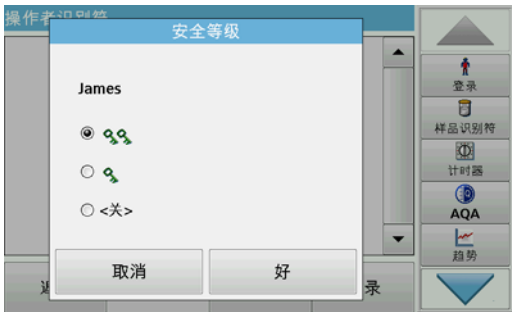 操作者识别符
安全等级
James
<关>
取消
好
录
登录
样品识别符
计时器
AQA
趋势